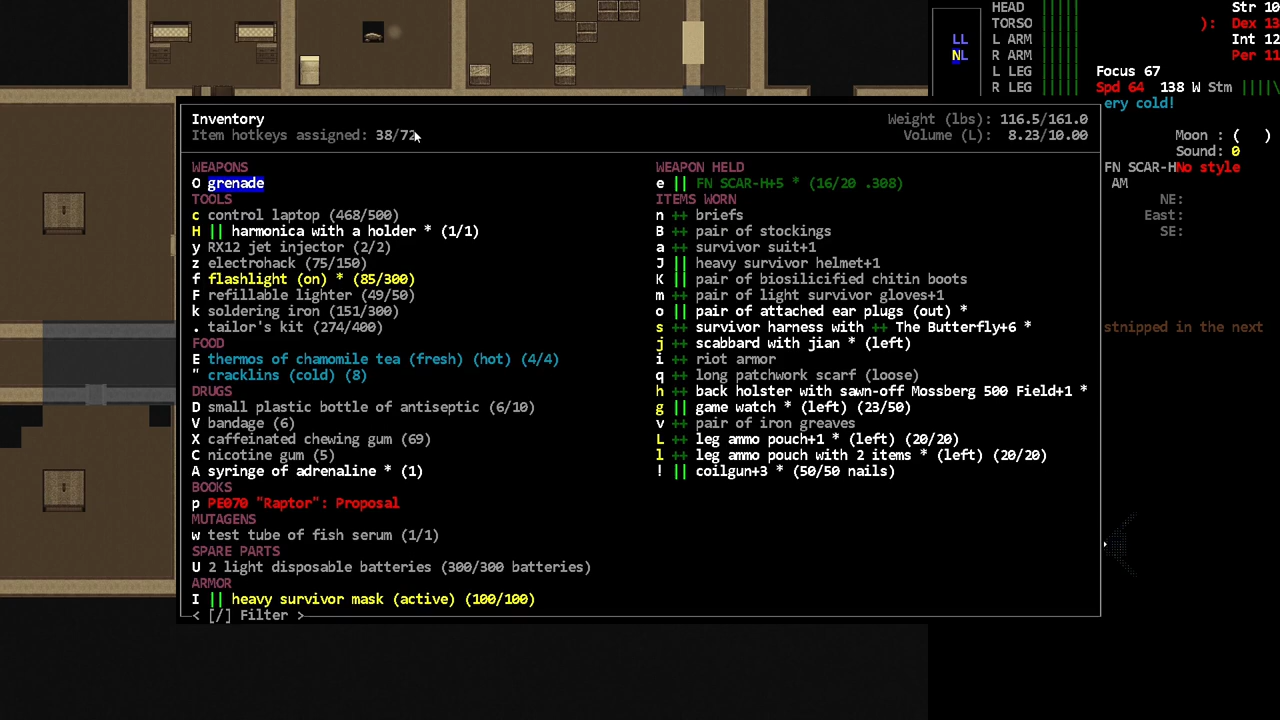 Inventory
Item hotkeys assigned: 38/72
Weight (lbs): 116.5/161.0
Volume (L): 8.23/10.00
WEAPONS
O grenade
TOOLS
c control laptop (468/500)
H || harmonica with a holder * (1/1)
y RX12 jet injector (2/2)
z electrohack (75/150)
f flashlight (on) * (85/300)
F refillable lighter (49/50)
k soldering iron (151/300)
. tailor's kit (274/400)
FOOD
E thermos of chamomile tea (fresh) (hot) (4/4)
" cracklins (cold) (8)
DRUGS
D small plastic bottle of antiseptic (6/10)
V bandage (6)
X caffeinated chewing gum (69)
C nicotine gum (5)
A syringe of adrenaline * (1)
BOOKS
p PE070 "Raptor": Proposal
MUTAGENS
w test tube of fish serum (1/1)
SPARE PARTS
U 2 light disposable batteries (300/300 batteries)
ARMOR
I || heavy survivor mask (active) (100/100)
< [/] Filter >
WEAPON HELD
e || FN SCAR-H+5 * (16/20 .308)
ITEMS WORN
n ++ briefs
B ++ pair of stockings
a ++ survivor suit+1
J || heavy survivor helmet+1
K || pair of biosilicified chitin boots
m ++ pair of light survivor gloves+1
o || pair of attached ear plugs (out) *
s ++ survivor harness with ++ The Butterfly+6 *
j ++ scabbard with jian * (left)
i ++ riot armor
q ++ long patchwork scarf (loose)
h ++ back holster with sawn-off Mossberg 500 Field+1 *
g || game watch * (left) (23/50)
v ++ pair of iron greaves
L ++ leg ammo pouch+1 * (left) (20/20)
l ++ leg ammo pouch with 2 items * (left) (20/20)
! || coilgun+3 * (50/50 nails)
LL
NL
HEAD |||||
TORSO |||||
L ARM |||||
R ARM |||||
L LEG |||||
R LEG |||||
Str 10
): Dex 13
Int 12
Per 11
Focus 67
Spd 64 138 W Stm ||||\
ery cold!
Moon : ( )
Sound: 0
FN SCAR-HNo style
AM
NE:
East:
SE:
stnipped in the next